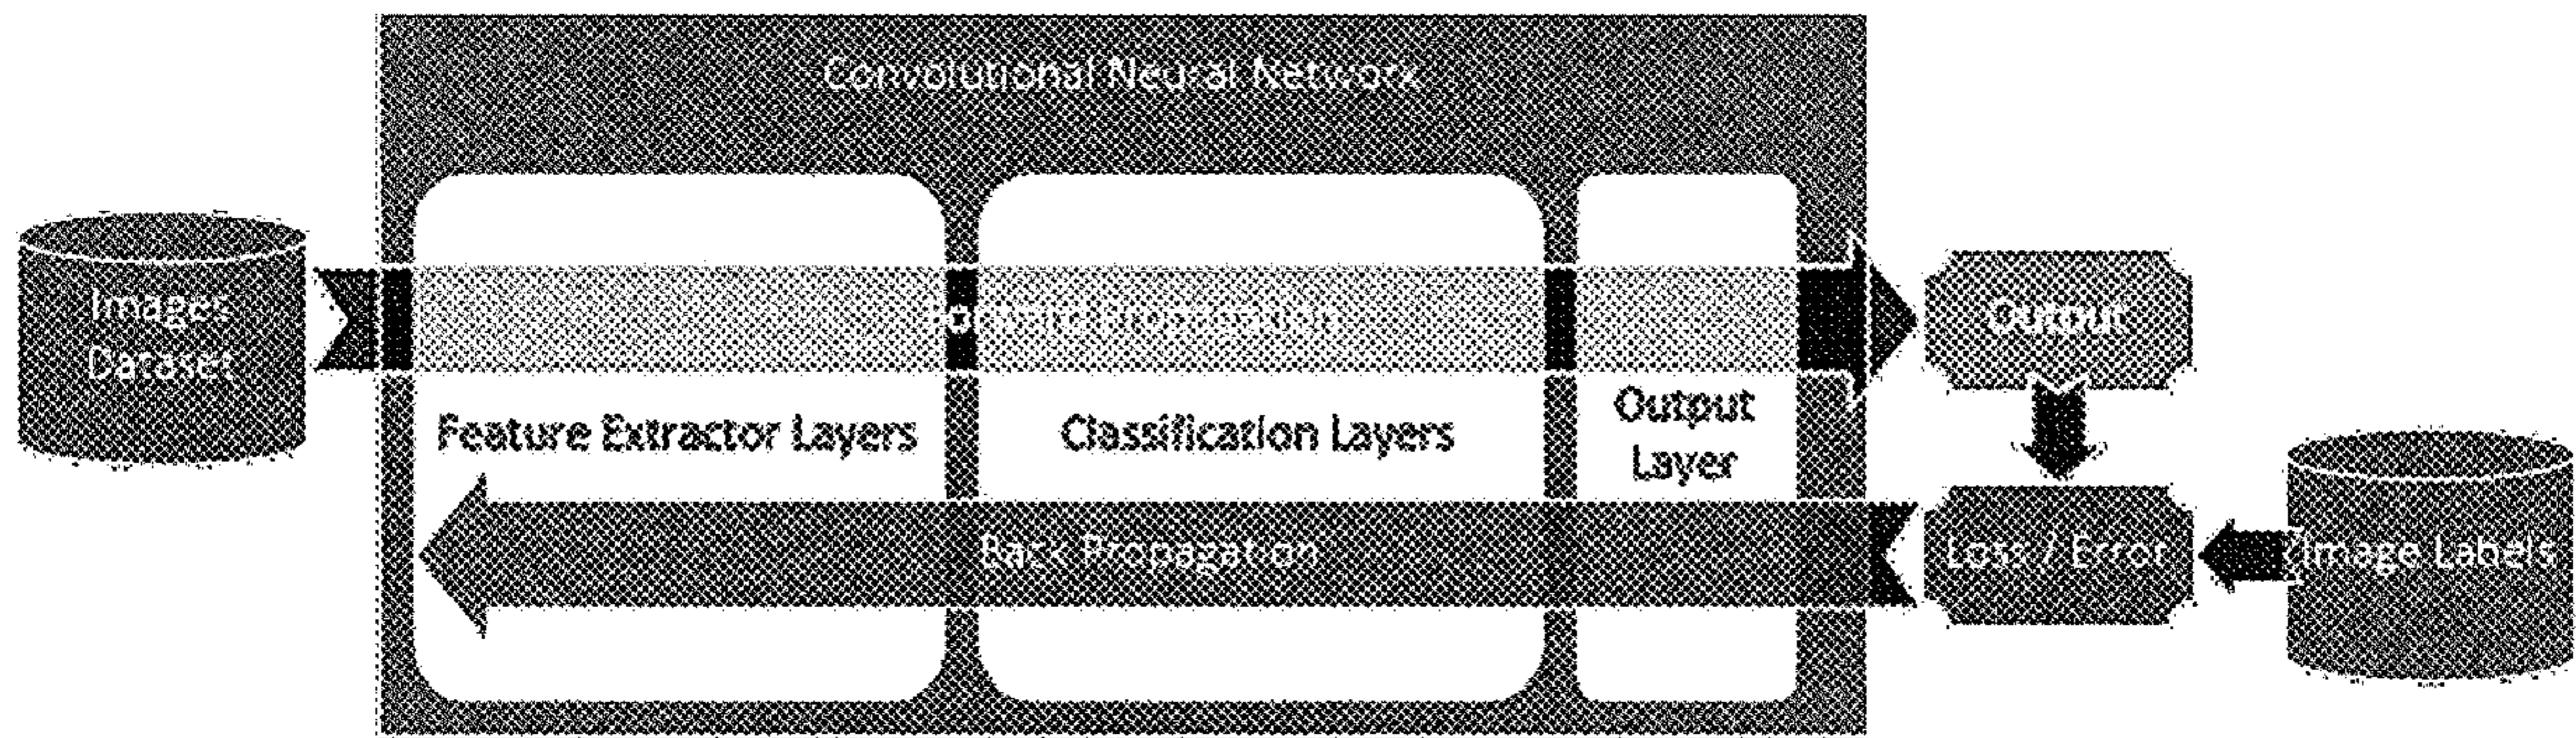 Convolutional Neural Network
Images
Dataset
Forward Propagation
Output
Feature Extractor Layers
Classification Layers
Output
Layer
Back Propagation
Loss / Error
Image Labels